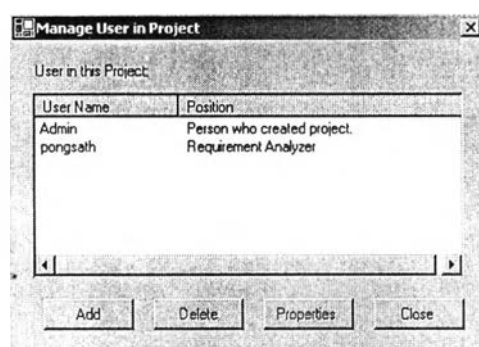 Manage User in Project
User in this Project:
User Name Position
Admin Person who created project.
pongsath Requirement Analyzer
Add Delete Properties Close